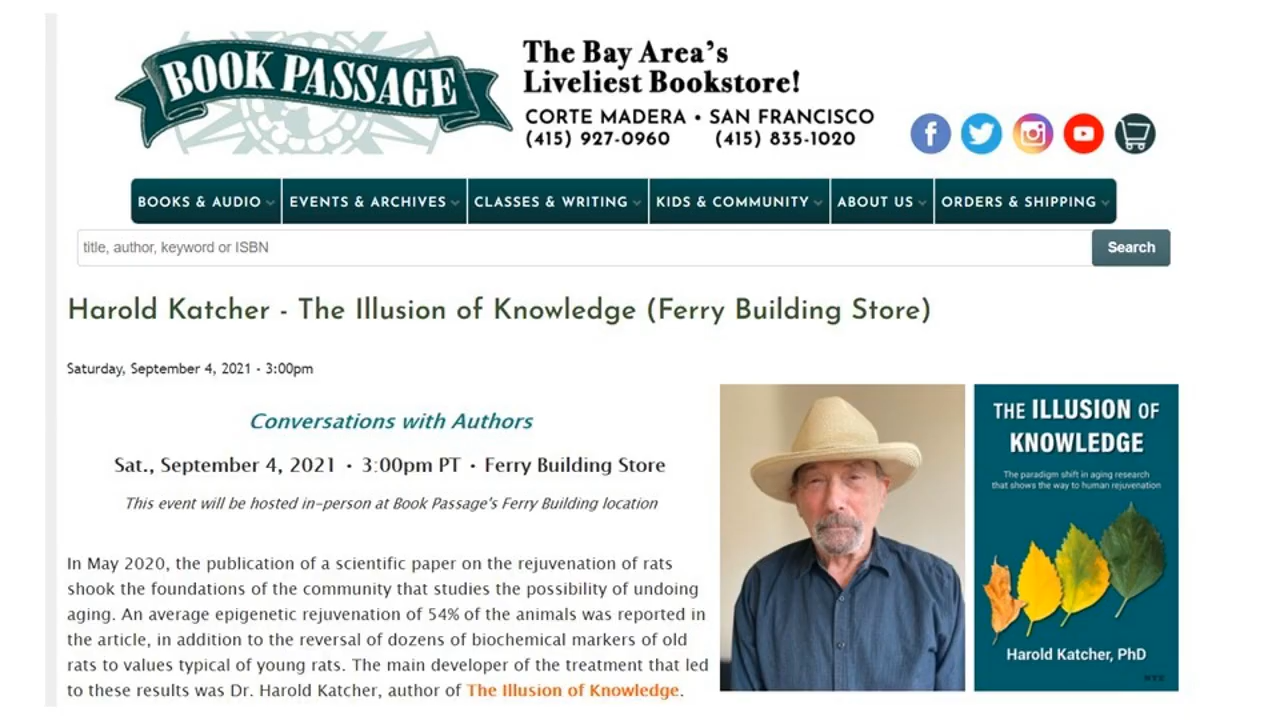 BOOK PASSAGE
The Bay Area's
Liveliest Bookstore!
CORTE MADERA • SAN FRANCISCO
(415) 927-0960 (415) 835-1020
BOOKS & AUDIO
EVENTS & ARCHIVES
CLASSES & WRITING
KIDS & COMMUNITY
ABOUT US
ORDERS & SHIPPING
title, author, keyword or ISBN
Search
Harold Katcher - The Illusion of Knowledge (Ferry Building Store)
Saturday, September 4, 2021 - 3:00pm
Conversations with Authors
Sat., September 4, 2021 • 3:00pm PT • Ferry Building Store
This event will be hosted in-person at Book Passage's Ferry Building location
In May 2020, the publication of a scientific paper on the rejuvenation of rats
shook the foundations of the community that studies the possibility of undoing
aging. An average epigenetic rejuvenation of 54% of the animals was reported in
the article, in addition to the reversal of dozens of biochemical markers of old
rats to values typical of young rats. The main developer of the treatment that led
to these results was Dr. Harold Katcher, author of The Illusion of Knowledge.
THE ILLUSION OF
KNOWLEDGE
The paradigm shift in aging research
that shows the way to human rejuvenation
Harold Katcher, PhD